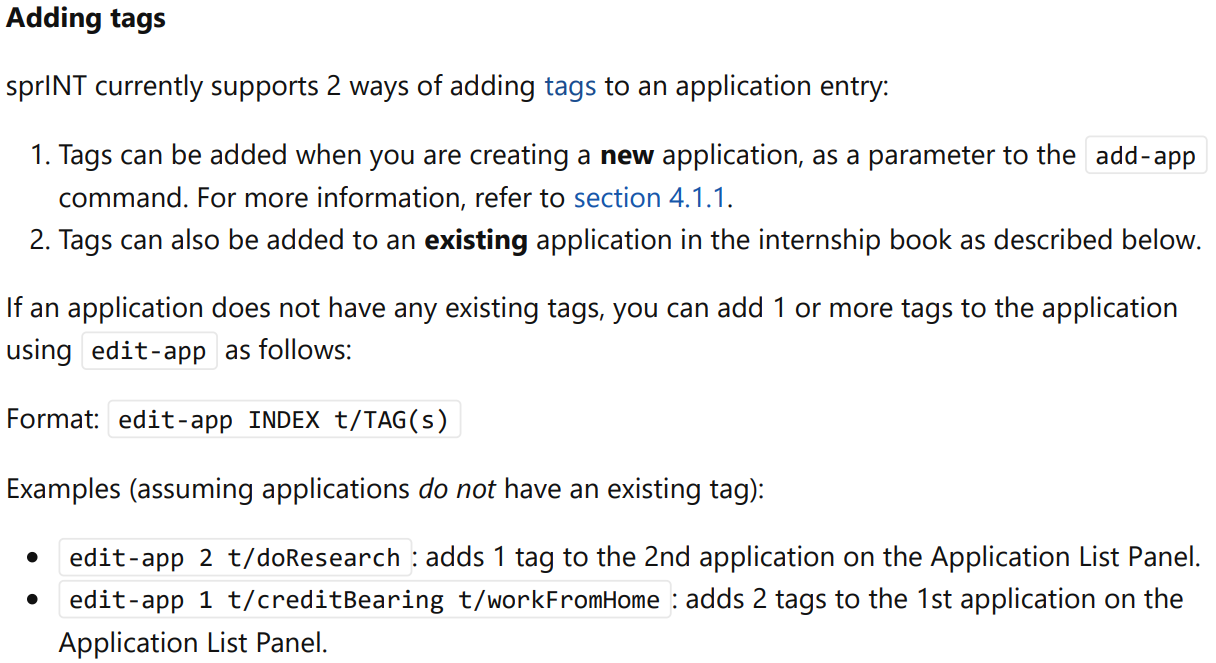 Adding tags
sprINT currently supports 2 ways of adding tags to an application entry:
1. Tags can be added when you are creating a new application, as a parameter to the add-app
command. For more information, refer to section 4.1.1.
2. Tags can also be added to an existing application in the internship book as described below.
If an application does not have any existing tags, you can add 1 or more tags to the application
using edit-app as follows:
Format: edit-app INDEX t/TAG(s)
Examples (assuming applications do not have an existing tag):
• edit-app 2 t/doResearch: adds 1 tag to the 2nd application on the Application List Panel.
• edit-app 1 t/creditBearing t/workFromHome: adds 2 tags to the 1st application on the
Application List Panel.